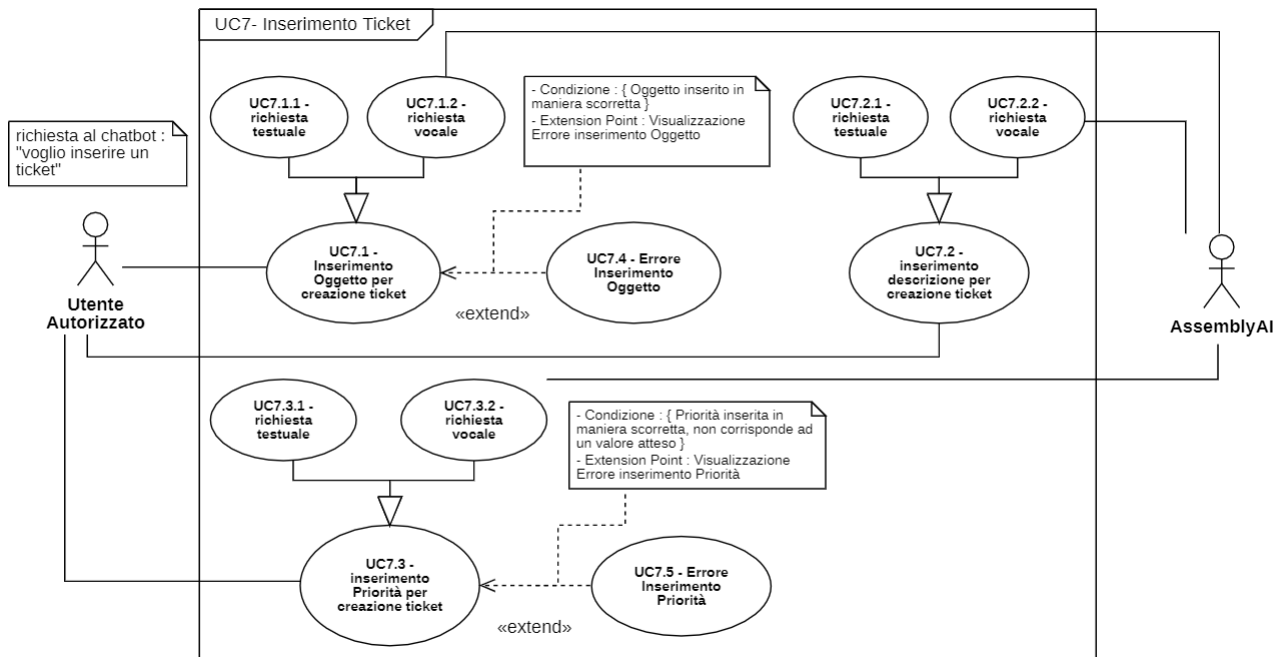 UC7- Inserimento Ticket
UC7.1.1 -
richiesta
testuale
UC7.1.2 -
richiesta
vocale
- Condizione : { Oggetto inserito in
maniera scorretta }
- Extension Point : Visualizzazione
Errore inserimento Oggetto
UC7.2.1 -
richiesta
testuale
UC7.2.2 -
richiesta
vocale
richiesta al chatbot :
"voglio inserire un
ticket"
UC7.1 -
Inserimento
Oggetto per
creazione ticket
UC7.4 - Errore
Inserimento
Oggetto
UC7.2 -
inserimento
descrizione per
creazione ticket
«extend»
Utente
Autorizzato
AssemblyAI
UC7.3.1 -
richiesta
testuale
UC7.3.2 -
richiesta
vocale
- Condizione : { Priorità inserita in
maniera scorretta, non corrisponde ad
un valore atteso }
- Extension Point : Visualizzazione
Errore inserimento Priorità
UC7.3 -
inserimento
Priorità per
creazione ticket
UC7.5 - Errore
Inserimento
Priorità
«extend»